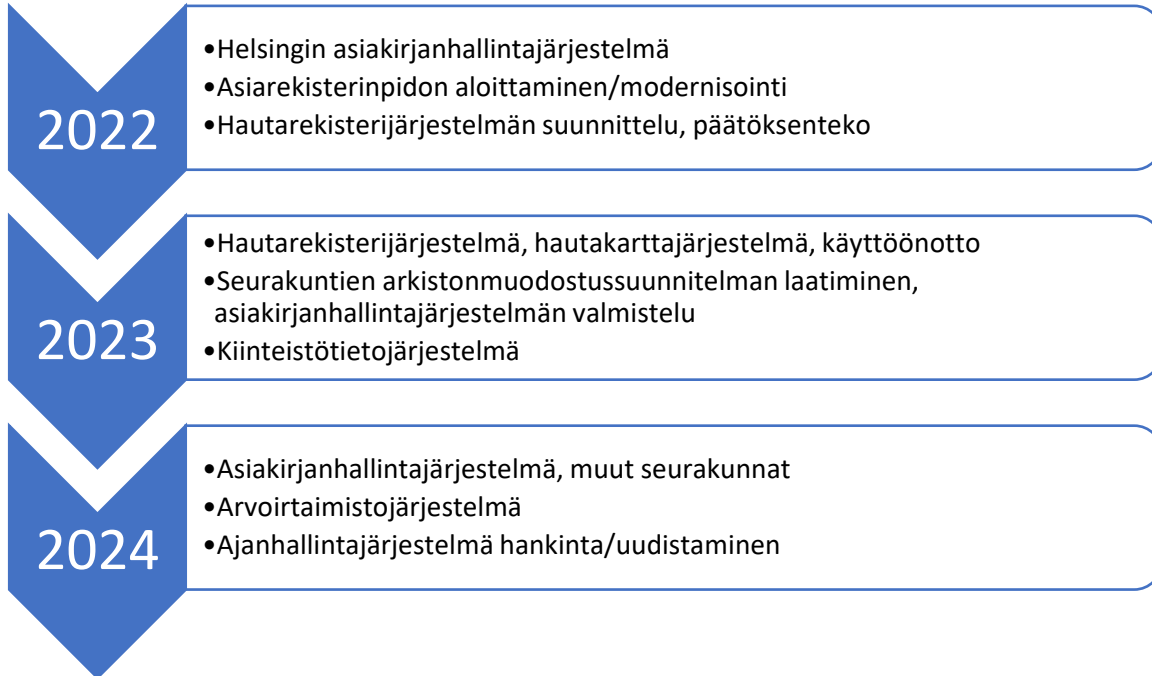 2022
•Helsingin asiakirjanhallintajärjestelmä
•Asiarekisterinpidon aloittaminen/modernisointi
•Hautarekisterijärjestelmän suunnittelu, päätöksenteko
2023
•Hautarekisterijärjestelmä, hautakarttajärjestelmä, käyttöönotto
•Seurakuntien arkistonmuodostussuunnitelman laatiminen,
asiakirjanhallintajärjestelmän valmistelu
•Kiinteistötietojärjestelmä
2024
•Asiakirjanhallintajärjestelmä, muut seurakunnat
•Arvoirtaimistojärjestelmä
•Ajanhallintajärjestelmä hankinta/uudistaminen